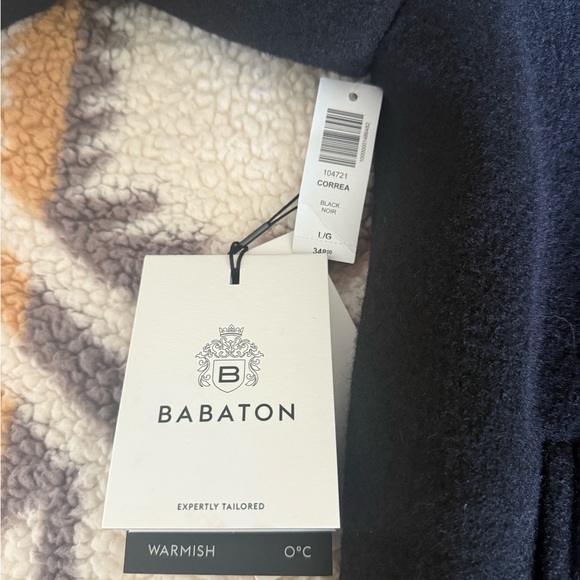 104721
CORREA
BLACK
NOIR
L/G
B
BABATON
EXPERTLY TAILORED
WARMISH 0°C